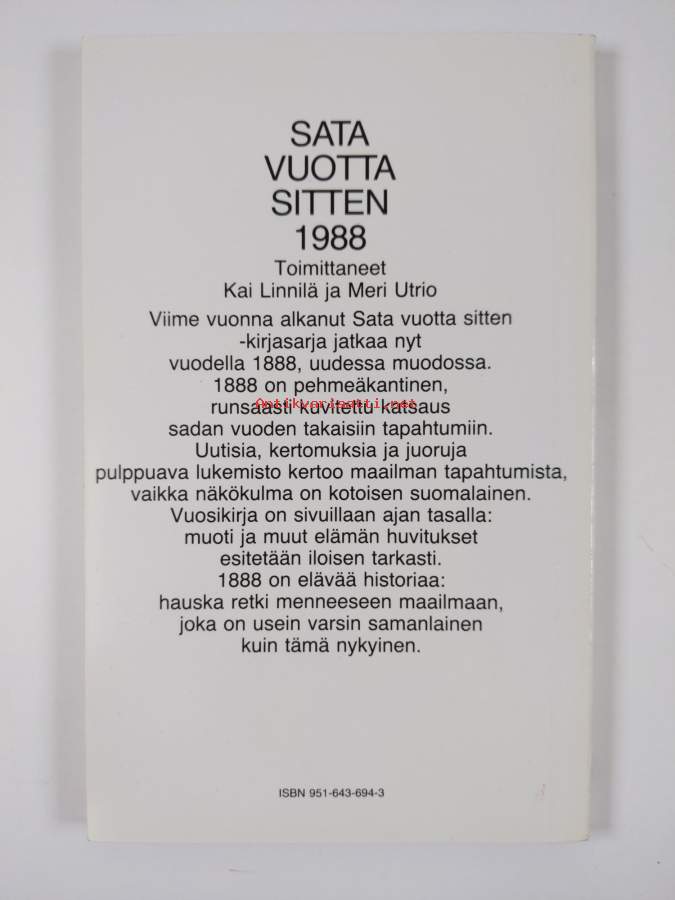 SATA
VUOTTA
SITTEN
1988
Toimittaneet
Kai Linnilä ja Meri Utrio
Viime vuonna alkanut Sata vuotta sitten
-kirjasarja jatkaa nyt
vuodella 1888, uudessa muodossa.
1888 on pehmeäkantinen,
Antikvariaatti.net
runsaasti kuvitettu katsaus
sadan vuoden takaisiin tapahtumiin.
Uutisia, kertomuksia ja juoruja
pulppuava lukemisto kertoo maailman tapahtumista,
vaikka näkökulma on kotoisen suomalainen.
Vuosikirja on sivuillaan ajan tasalla:
muoti ja muut elämän huvitukset
esitetään iloisen tarkasti.
1888 on elävää historiaa:
hauska retki menneeseen maailmaan,
joka on usein varsin samanlainen
kuin tämä nykyinen.
ISBN 951-643-694-3